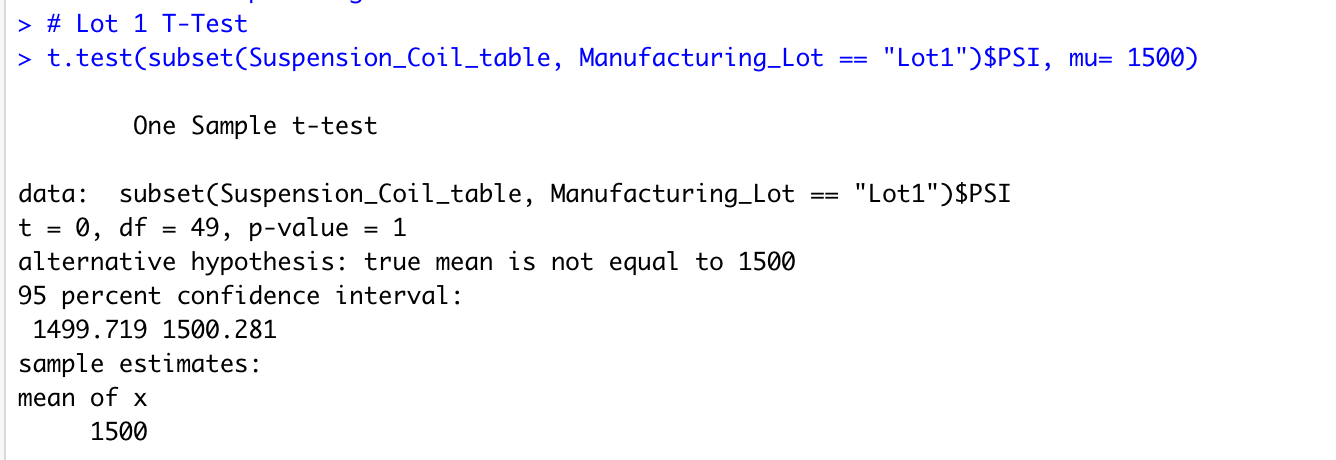 > # Lot 1 T-Test
> t.test(subset(Suspension_Coil_table, Manufacturing_Lot == "Lot1")$PSI, mu= 1500)
One Sample t-test
data:  subset(Suspension_Coil_table, Manufacturing_Lot == "Lot1")$PSI
t = 0, df = 49, p-value = 1
alternative hypothesis: true mean is not equal to 1500
95 percent confidence interval:
1499.719 1500.281
sample estimates:
mean of x
1500